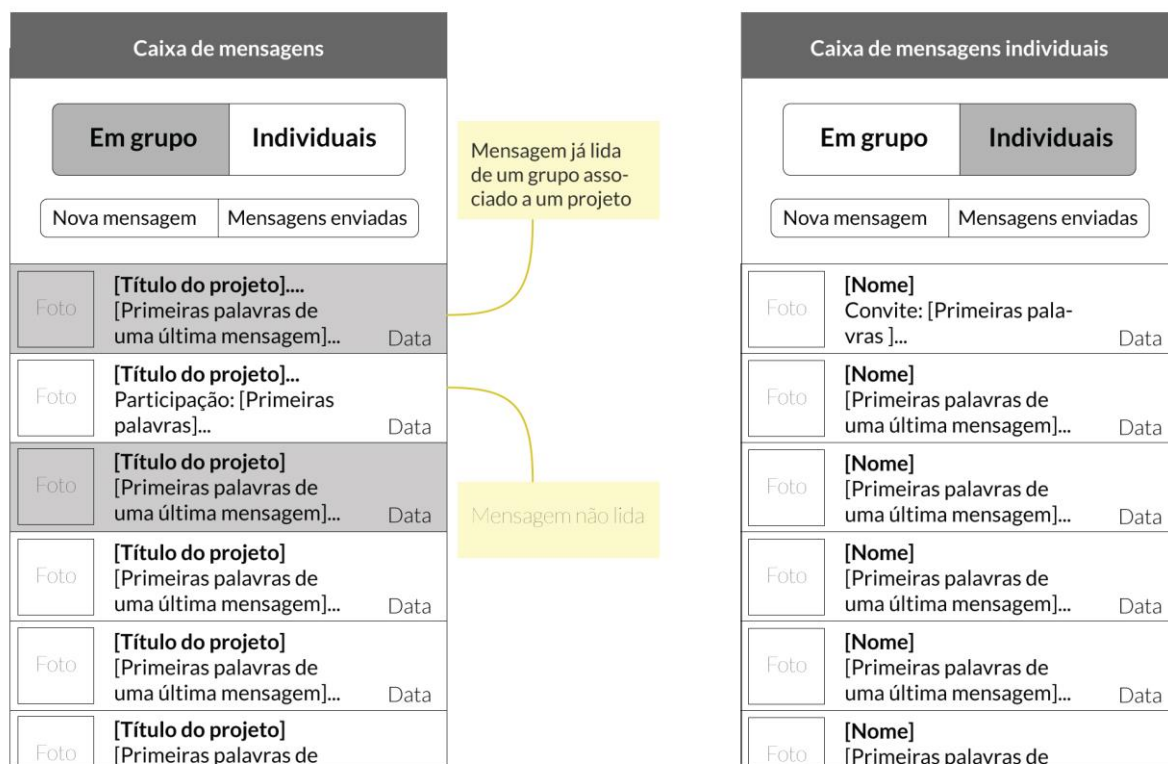 Caixa de mensagens
Em grupo
Individuais
Nova mensagem
Mensagens enviadas
[Título do projeto]....
Foto
[Primeiras palavras de
uma última mensagem]...
Data
[Título do projeto]...
Foto
Participação: [Primeiras
palavras]...
Data
[Título do projeto]
Foto
[Primeiras palavras de
uma última mensagem]...
Data
[Título do projeto]
Foto
[Primeiras palavras de
uma última mensagem]...
Data
[Título do projeto]
Foto
[Primeiras palavras de
uma última mensagem]...
Data
[Título do projeto]
Foto
[Primeiras palavras de
Mensagem já lida
de um grupo asso-
ciado a um projeto
Mensagem não lida
Caixa de mensagens individuais
Em grupo
Individuais
Nova mensagem
Mensagens enviadas
[Nome]
Foto
Convite: [Primeiras pala-
vras ]...
Data
[Nome]
Foto
[Primeiras palavras de
uma última mensagem]...
Data
[Nome]
Foto
[Primeiras palavras de
uma última mensagem]...
Data
[Nome]
Foto
[Primeiras palavras de
uma última mensagem]...
Data
[Nome]
Foto
[Primeiras palavras de
uma última mensagem]...
Data
[Nome]
Foto
[Primeiras palavras de